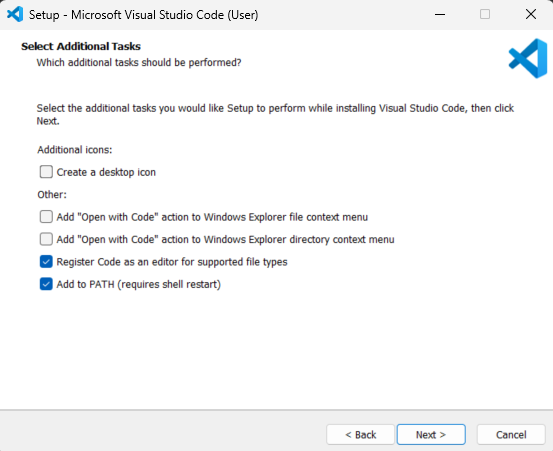 Setup - Microsoft Visual Studio Code (User)
Select Additional Tasks
Which additional tasks should be performed?
Select the additional tasks you would like Setup to perform while installing Visual Studio Code, then click
Next.
Additional icons:
Create a desktop icon
Other:
Add "Open with Code" action to Windows Explorer file context menu
Add "Open with Code" action to Windows Explorer directory context menu
Register Code as an editor for supported file types
Add to PATH (requires shell restart)
< Back Next > Cancel